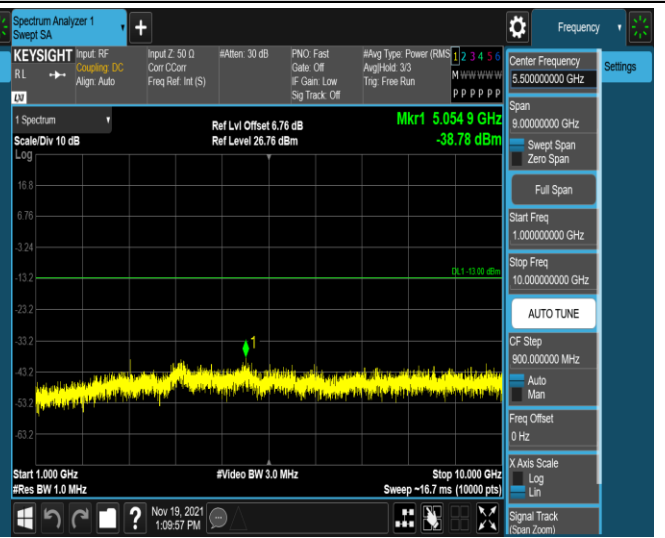 Spectrum Analyzer 1
Swept SA
+
Frequency
KEYSIGHT
RL
LXI
Input: RF
Coupling: DC
Align: Auto
Input Z: 50 Ω
Corr CCorr
Freq Ref: Int (S)
#Atten: 30 dB
PNO: Fast
Gate: Off
IF Gain: Low
Sig Track: Off
#Avg Type: Power (RMS
Avg|Hold: 3/3
Trig: Free Run
1 2 3 4 5 6
M W W W W W
P P P P P P
Settings
1 Spectrum
Scale/Div 10 dB
Log
Ref Lvl Offset 6.76 dB
Ref Level 26.76 dBm
Mkr1 5.054 9 GHz
-38.78 dBm
16.8
6.76
-3.24
-13.2
-23.2
-33.2
-43.2
-53.2
-63.2
DL1 -13.00 dBm
1
Start 1.000 GHz
#Res BW 1.0 MHz
#Video BW 3.0 MHz
Stop 10.000 GHz
Sweep ~16.7 ms (10000 pts)
Nov 19, 2021
1:09:57 PM
?
Center Frequency
5.500000000 GHz
Span
9.00000000 GHz
Swept Span
Zero Span
Full Span
Start Freq
1.000000000 GHz
Stop Freq
10.000000000 GHz
AUTO TUNE
CF Step
900.000000 MHz
Auto
Man
Freq Offset
0 Hz
X Axis Scale
Log
Lin
Signal Track
(Span Zoom)